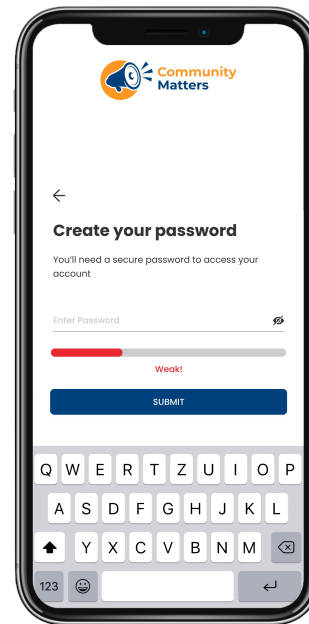 Community
Matters
Create your password
You'll need a secure password to access your
account
Enter Password
Weak!
SUBMIT
Q W E R T Z U I O P
A S D F G H J K L
Y X C V B N M
123